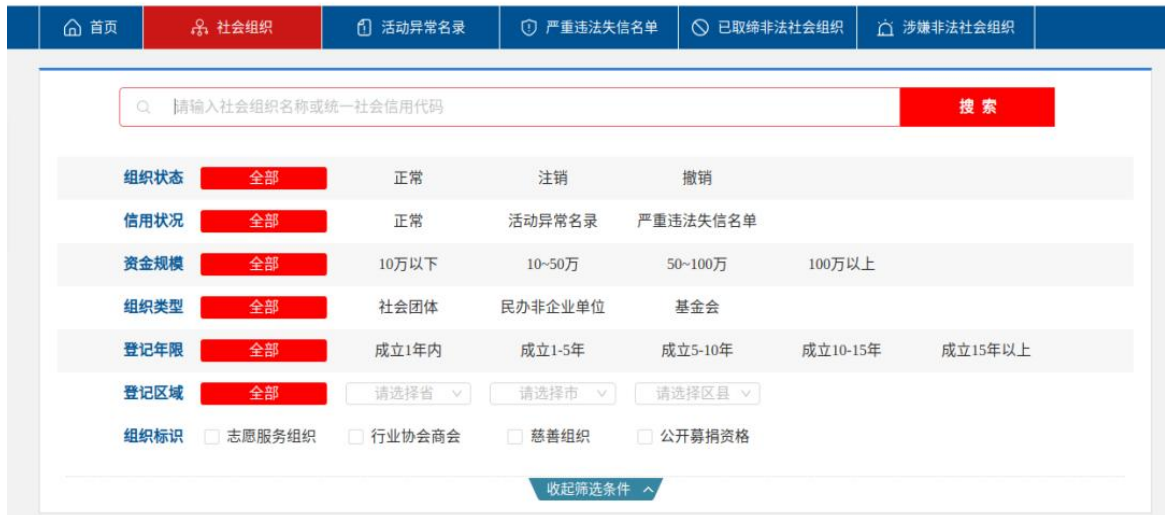 首页 社会组织 活动异常名录 严重违法失信名单 已取缔非法社会组织 涉嫌非法社会组织
请输入社会组织名称或统一社会信用代码 搜索
组织状态 全部 正常 注销 撤销
信用状况 全部 正常 活动异常名录 严重违法失信名单
资金规模 全部 10万以下 10~50万 50~100万 100万以上
组织类型 全部 社会团体 民办非企业单位 基金会
登记年限 全部 成立1年内 成立1-5年 成立5-10年 成立10-15年 成立15年以上
登记区域 全部 请选择省 请选择市 请选择区县
组织标识 志愿服务组织 行业协会商会 慈善组织 公开募捐资格
收起筛选条件